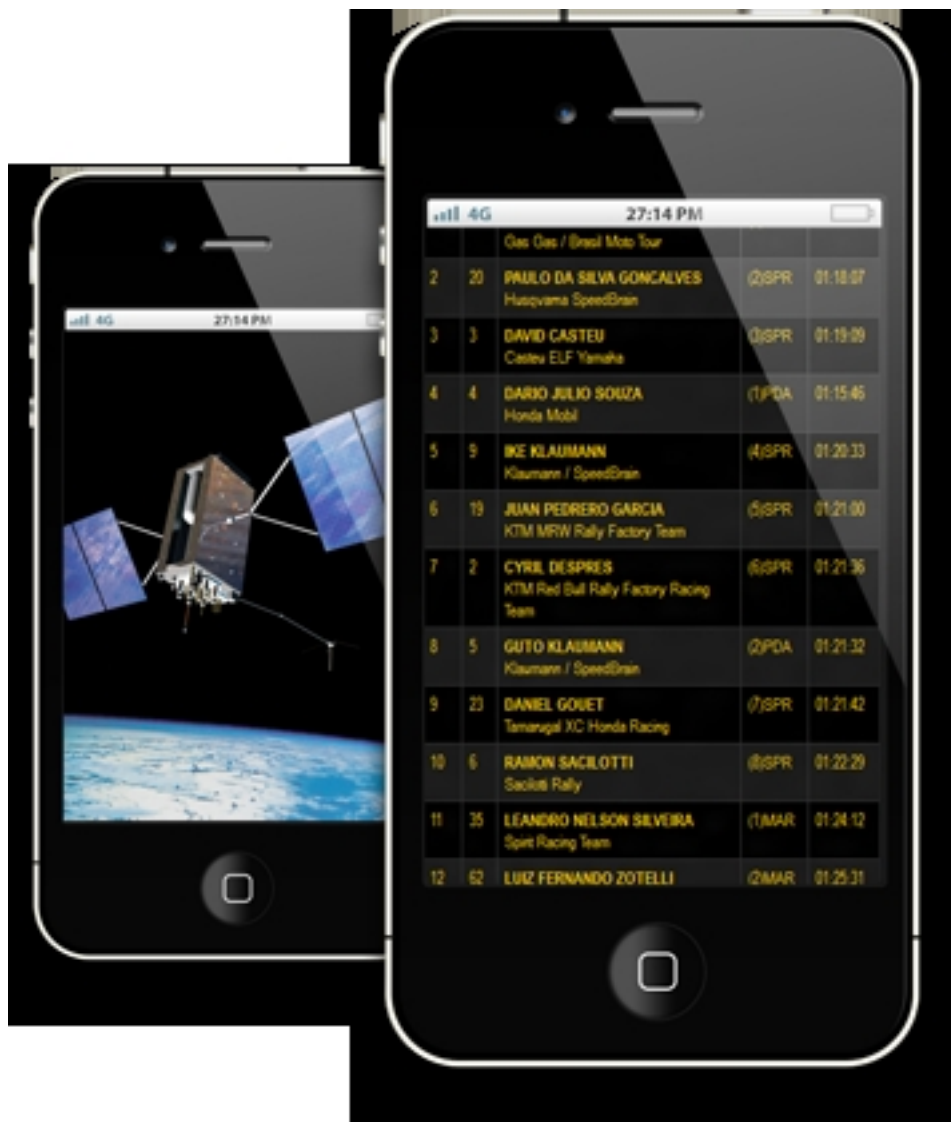 4G 27:14 PM
4G 27:14 PM
Gas Gas / Brasil Moto Tour
2 20 PAULO DA SILVA GONCALVES (2)SPR 01:18:07
Husqvarna SpeedBrain
3 3 DAVID CASTEU (3)SPR 01:19:09
Casteu ELF Yamaha
4 4 DARIO JULIO SOUZA (1)PDA 01:15:46
Honda Mobil
5 9 IKE KLAUMANN (4)SPR 01:20:33
Klaumann / SpeedBrain
6 19 JUAN PEDRERO GARCIA (5)SPR 01:21:00
KTM MRW Rally Factory Team
7 2 CYRIL DESPRES (6)SPR 01:21:36
KTM Red Bull Rally Factory Racing
Team
8 5 GUTO KLAUMANN (2)PDA 01:21:32
Klaumann / SpeedBrain
9 23 DANIEL GOUET (7)SPR 01:21:42
Tamarugal XC Honda Racing
10 6 RAMON SACILOTTI (8)SPR 01:22:29
Sacilotti Rally
11 35 LEANDRO NELSON SILVEIRA (1)MAR 01:24:12
Spirit Racing Team
12 62 LUIZ FERNANDO ZOTELLI (2)MAR 01:25:31